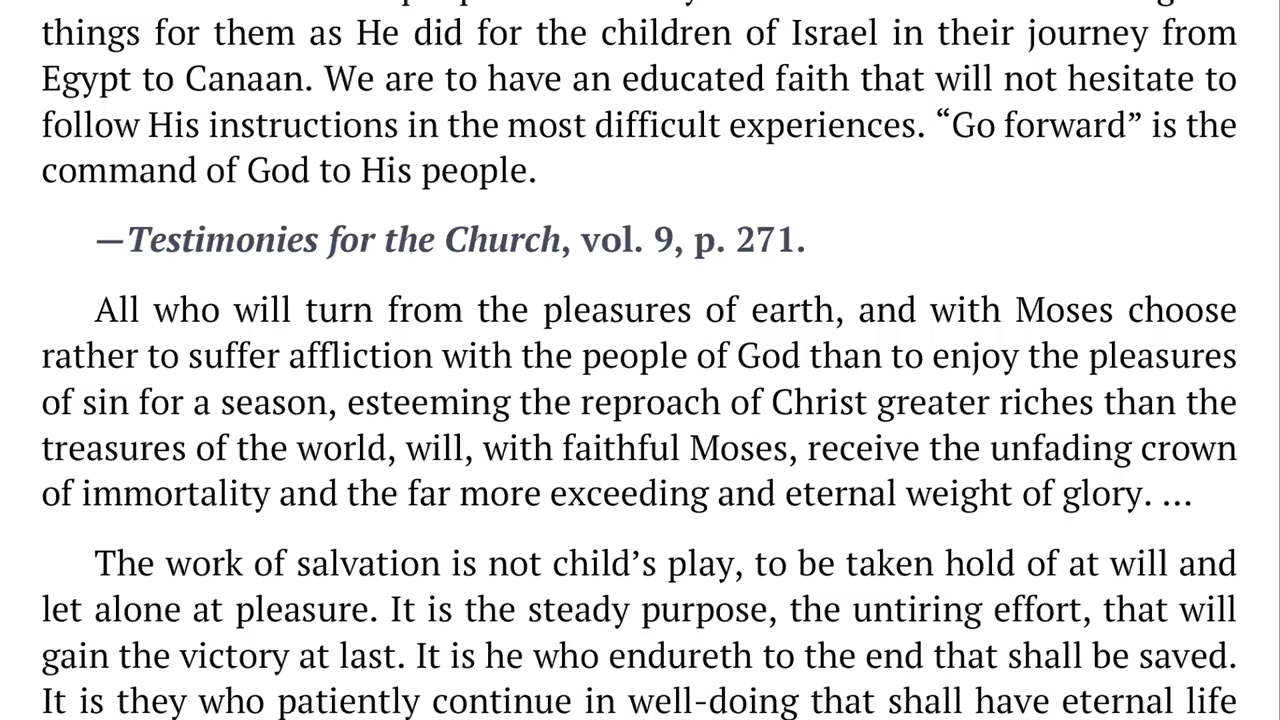 things for them as He did for the children of Israel in their journey from
Egypt to Canaan. We are to have an educated faith that will not hesitate to
follow His instructions in the most difficult experiences. “Go forward” is the
command of God to His people.
—Testimonies for the Church, vol. 9, p. 271.
All who will turn from the pleasures of earth, and with Moses choose
rather to suffer affliction with the people of God than to enjoy the pleasures
of sin for a season, esteeming the reproach of Christ greater riches than the
treasures of the world, will, with faithful Moses, receive the unfading crown
of immortality and the far more exceeding and eternal weight of glory. ...
The work of salvation is not child’s play, to be taken hold of at will and
let alone at pleasure. It is the steady purpose, the untiring effort, that will
gain the victory at last. It is he who endureth to the end that shall be saved.
It is they who patiently continue in well-doing that shall have eternal life